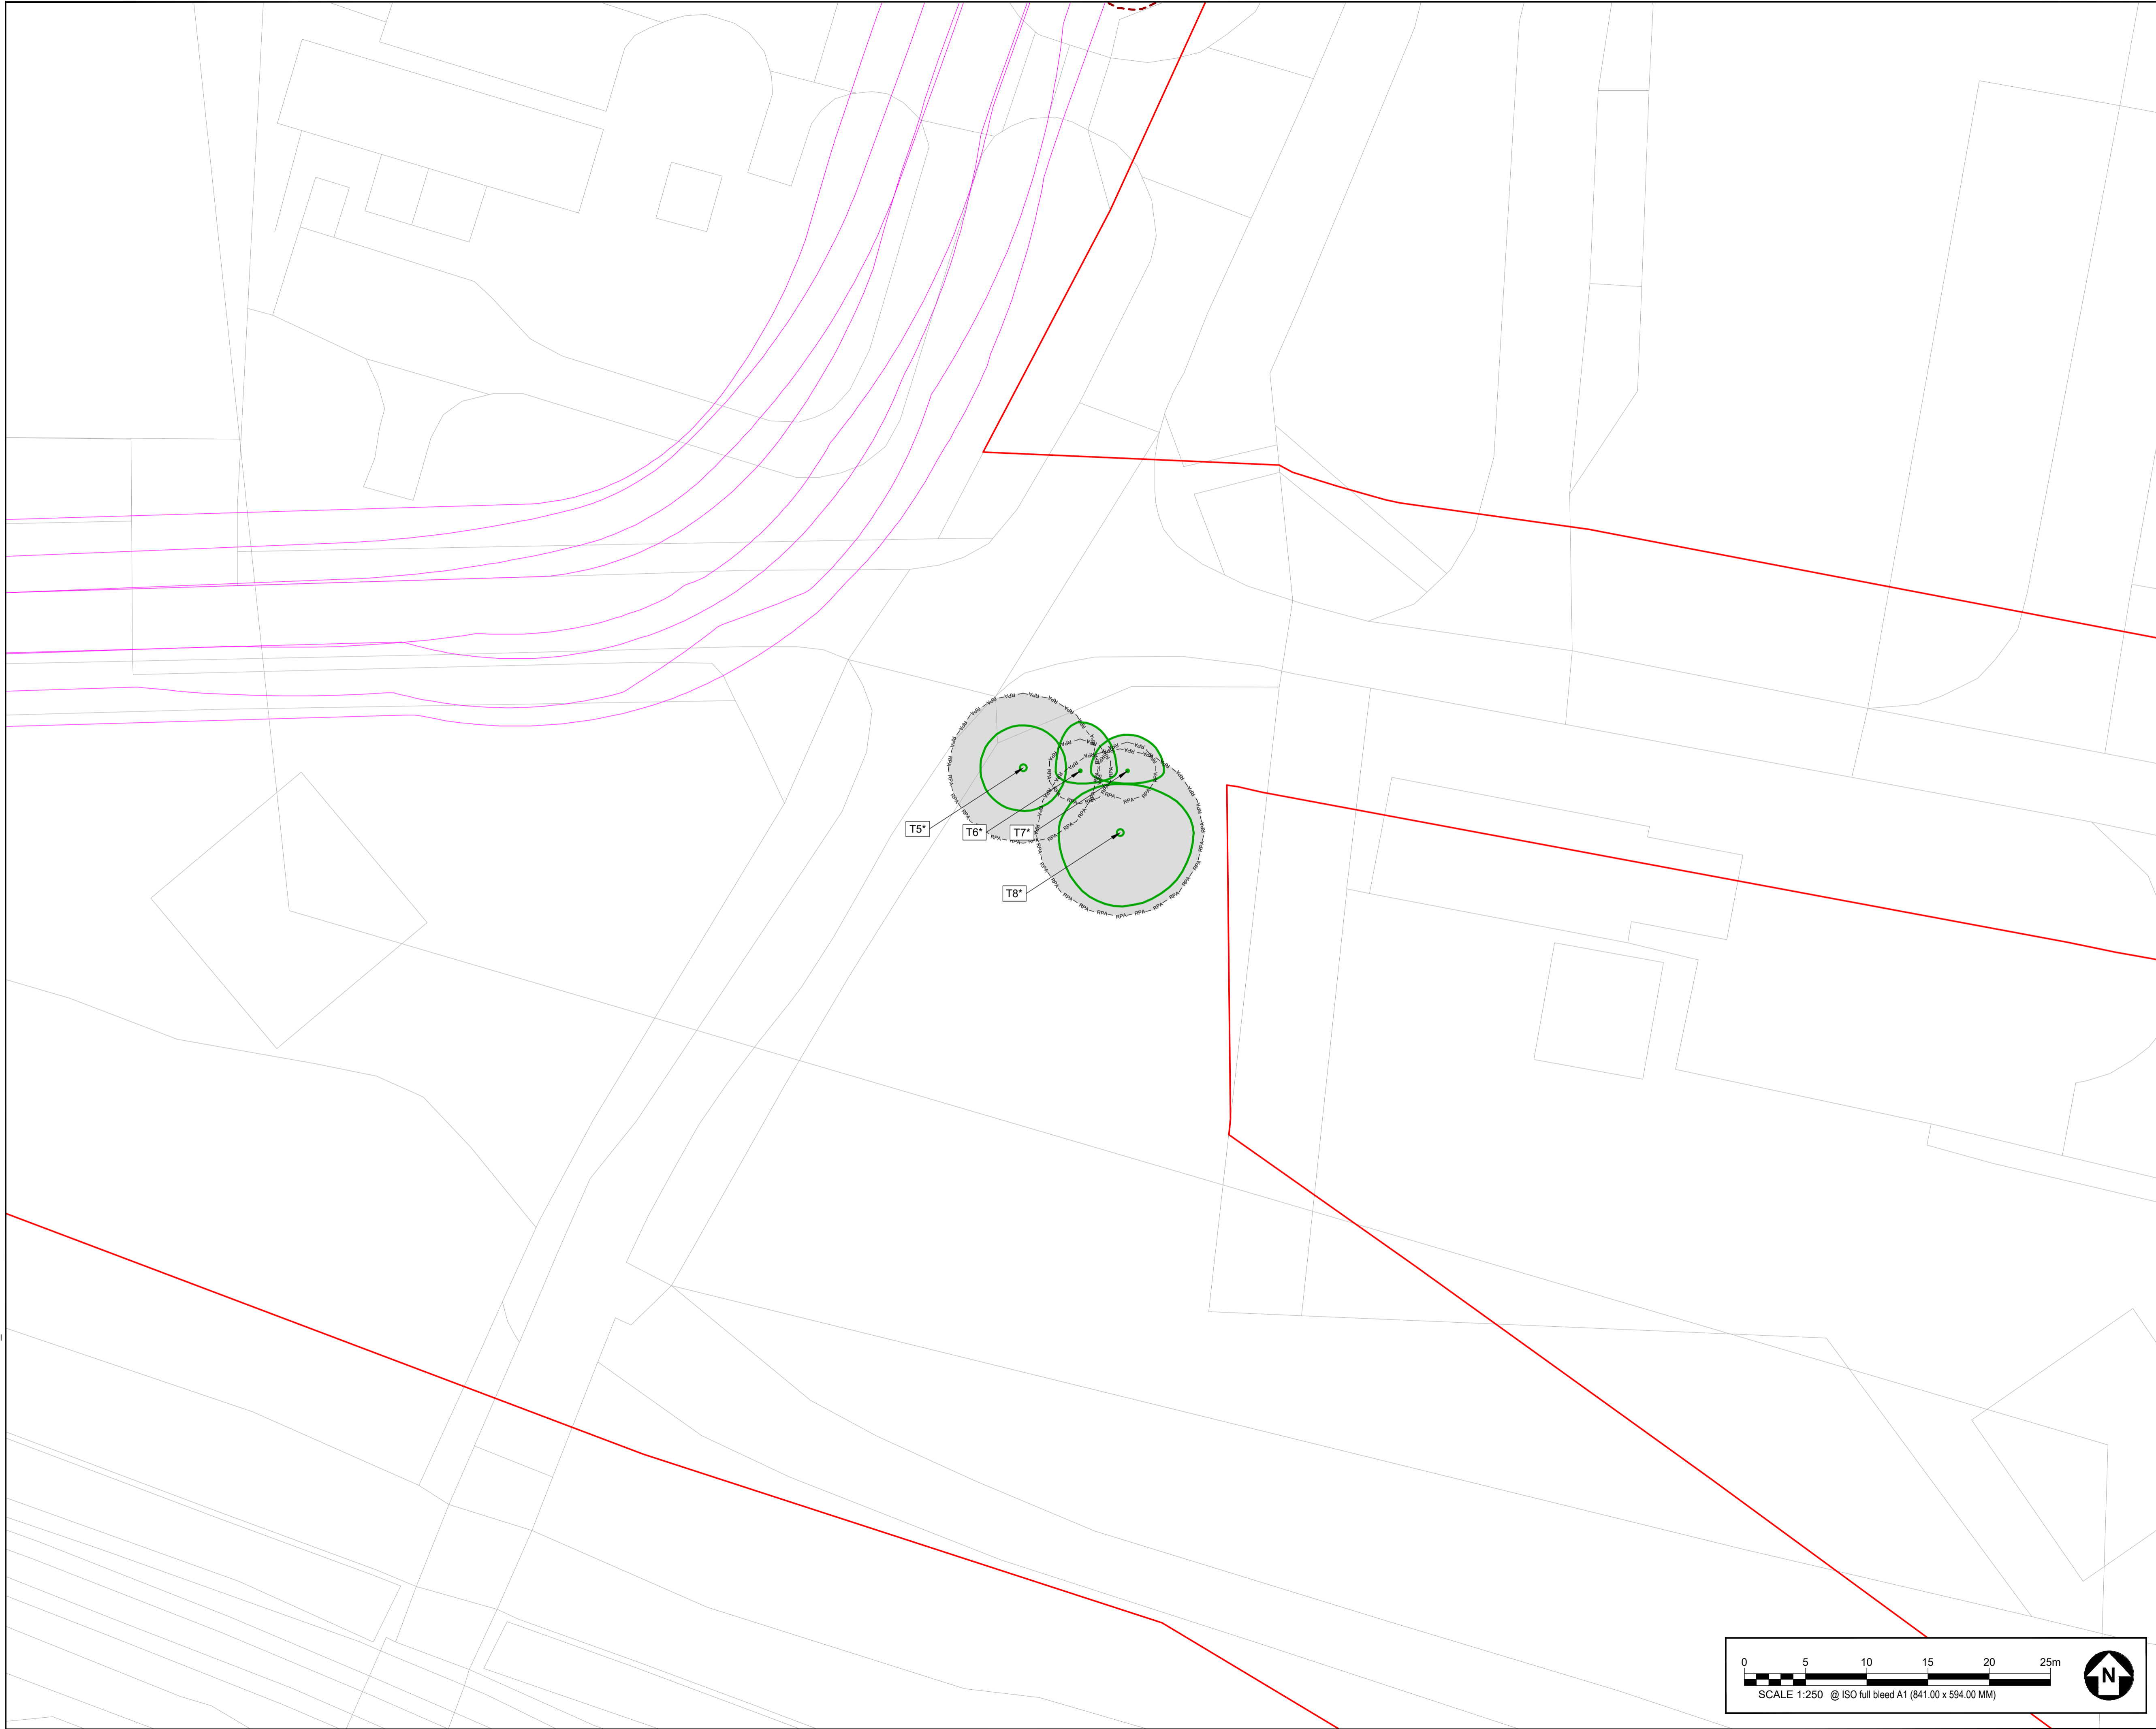 T5*
T6*
T7*
T8*
RPA
0 5 10 15 20 25m
SCALE 1:250 @ ISO full bleed A1 (841.00 x 594.00 MM)
N